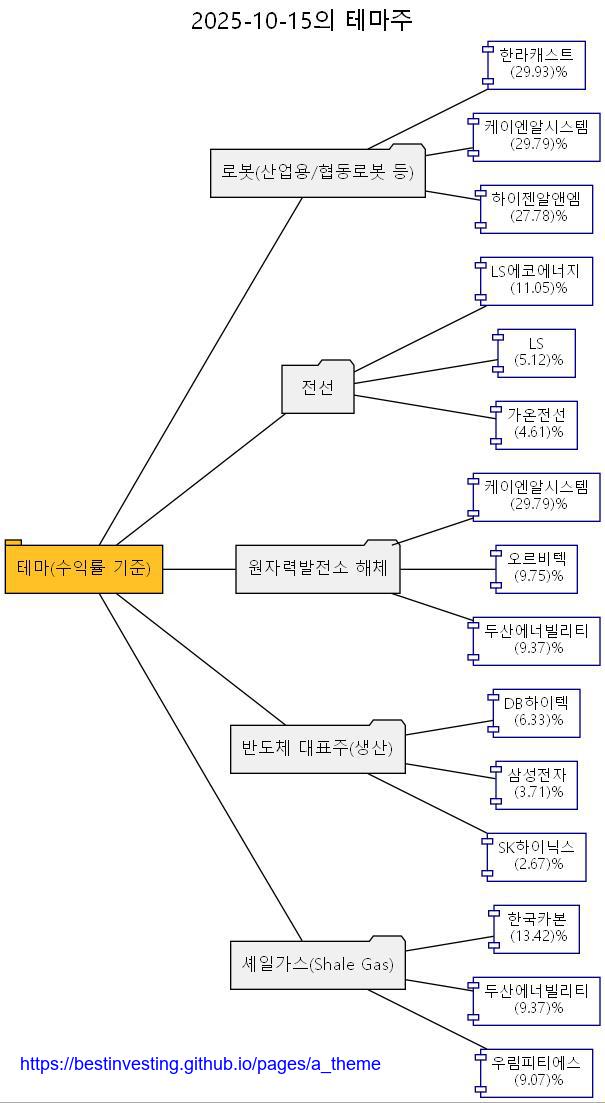 2025-10-15의 테마주
한라캐스트
(29.93)%
케이엔알시스템
(29.79)%
로봇(산업용/협동로봇 등)
하이젠알앤엠
(27.78)%
LS에코에너지
(11.05)%
LS
(5.12)%
전선
가온전선
(4.61)%
케이엔알시스템
(29.79)%
테마(수익률 기준)
원자력발전소 해체
오르비텍
(9.75)%
두산에너빌리티
(9.37)%
DB하이텍
(6.33)%
반도체 대표주(생산)
삼성전자
(3.71)%
SK하이닉스
(2.67)%
한국카본
(13.42)%
셰일가스(Shale Gas)
두산에너빌리티
(9.37)%
우림피티에스
(9.07)%
https://bestinvesting.github.io/pages/a_theme